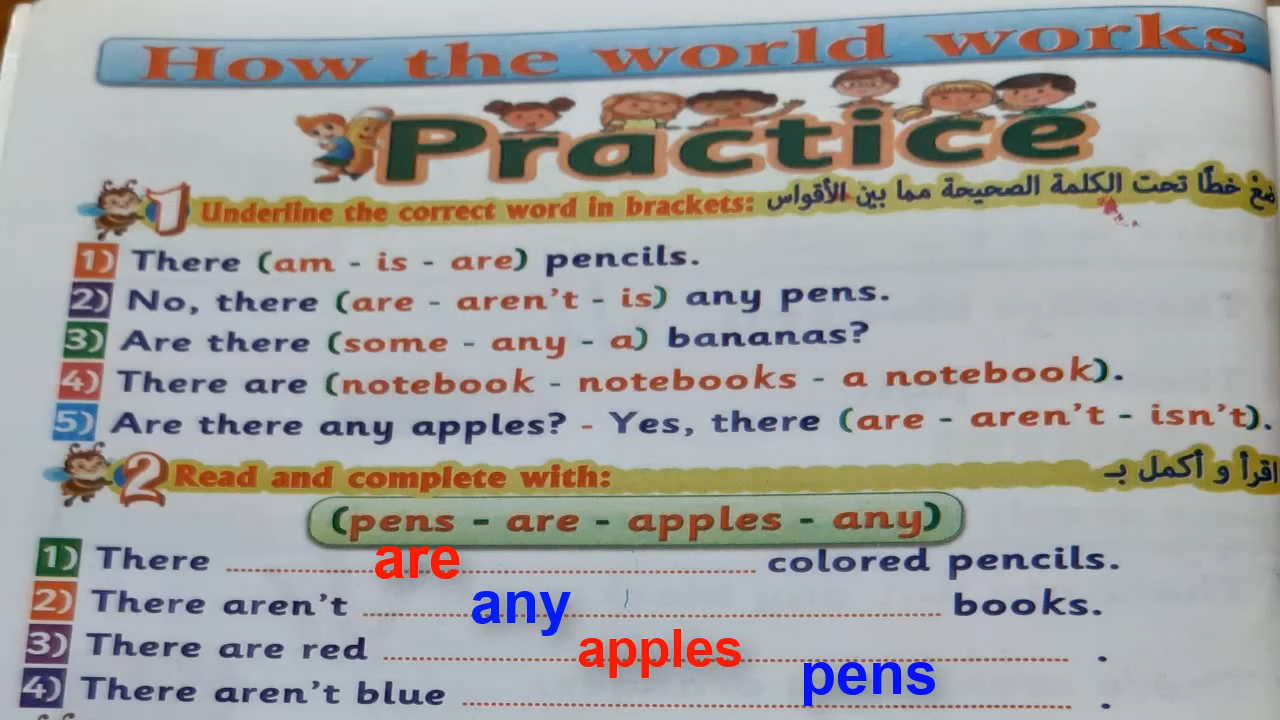 How the world works
Practice
1 Underline the correct word in brackets: ضع خطًا تحت الكلمة الصحيحة مما بين الأقواس
1) There (am - is - are) pencils.
2) No, there (are - aren't - is) any pens.
3) Are there (some - any - a) bananas?
4) There are (notebook - notebooks - a notebook).
5) Are there any apples? - Yes, there (are - aren't - isn't).
2 Read and complete with: اقرأ و أكمل بـ
(pens - are - apples - any)
1) There are colored pencils.
2) There aren't any books.
3) There are red apples .
4) There aren't blue pens .